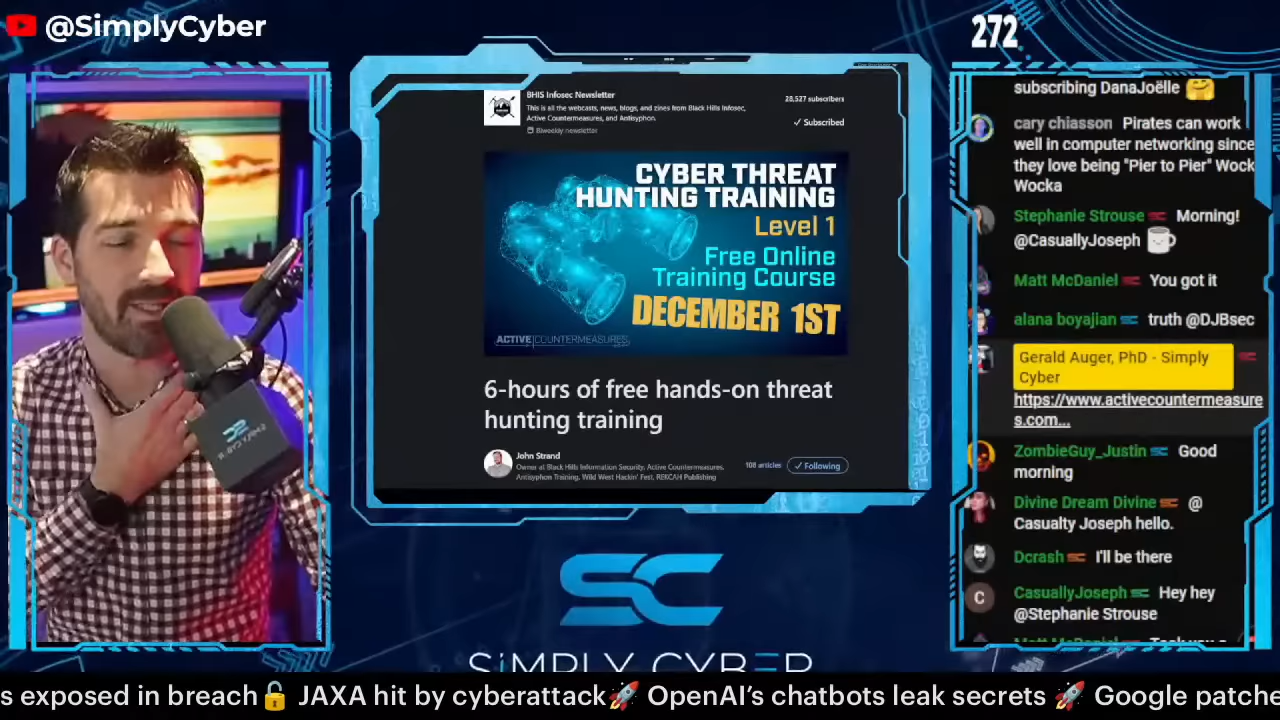 @SimplyCyber
272
BHIS Infosec Newsletter
This is all the webcasts, news, blogs, and zines from Black Hills Infosec,
Active Countermeasures, and Antisyphon.
Biweekly newsletter
28,527 subscribers
✓ Subscribed
CYBER THREAT
HUNTING TRAINING
Level 1
Free Online
Training Course
DECEMBER 1ST
ACTIVE COUNTERMEASURES
6-hours of free hands-on threat
hunting training
John Strand
Owner at Black Hills Information Security, Active Countermeasures,
Antisyphon Training, Wild West Hackin' Fest, REKCAH Publishing
108 articles
✓ Following
SC
SIMPLY CYBER
subscribing DanaJoëlle
cary chiasson Pirates can work
well in computer networking since
they love being "Pier to Pier" Wock
Wocka
Stephanie Strouse Morning!
@CasuallyJoseph
Matt McDaniel You got it
alana boyajian truth @DJBsec
Gerald Auger, PhD - Simply
Cyber
https://www.activecountermeasure
s.com...
ZombieGuy_Justin Good
morning
Divine Dream Divine @
Casualty Joseph hello.
Dcrash I'll be there
C
CasuallyJoseph Hey hey
@Stephanie Strouse
s exposed in breach🔓 JAXA hit by cyberattack🚀 OpenAI's chatbots leak secrets 🚀 Google patche